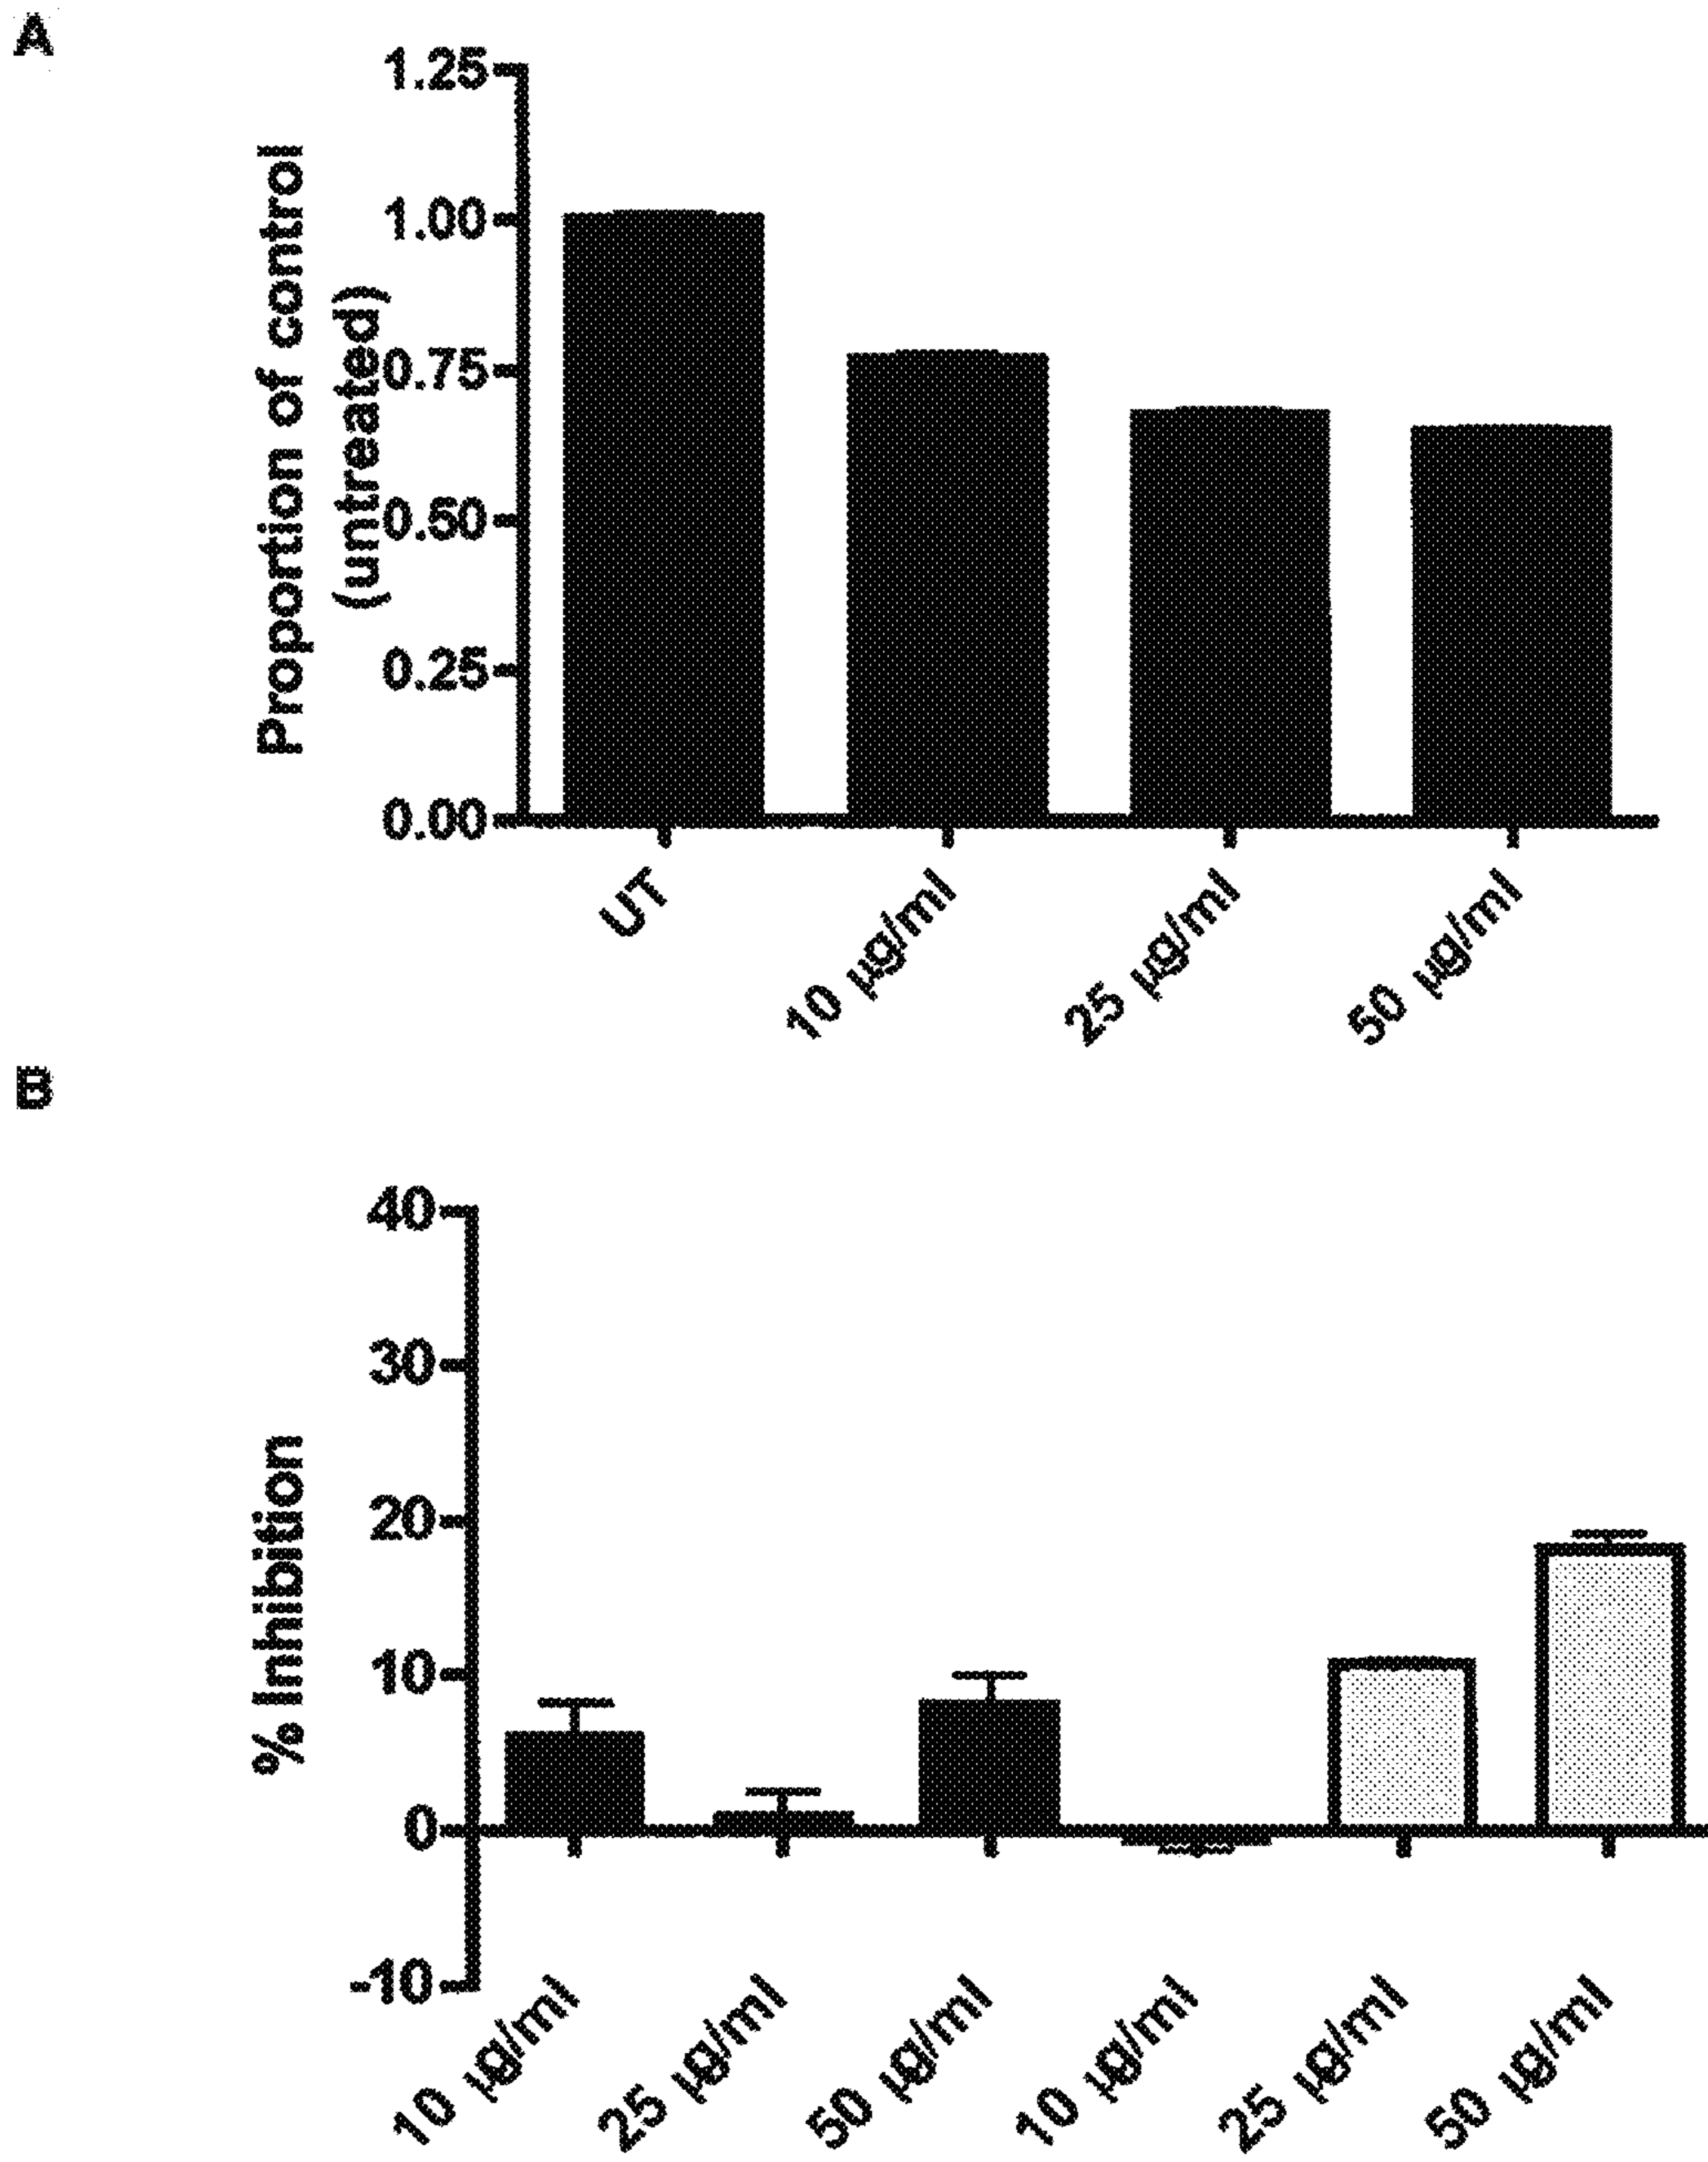 A
Proportion of control
(untreated)
1.25
1.00
0.75
0.50
0.25
0.00
UT
10 µg/ml
25 µg/ml
50 µg/ml
B
% Inhibition
40
30
20
10
0
-10
10 µg/ml
25 µg/ml
50 µg/ml
10 µg/ml
25 µg/ml
50 µg/ml